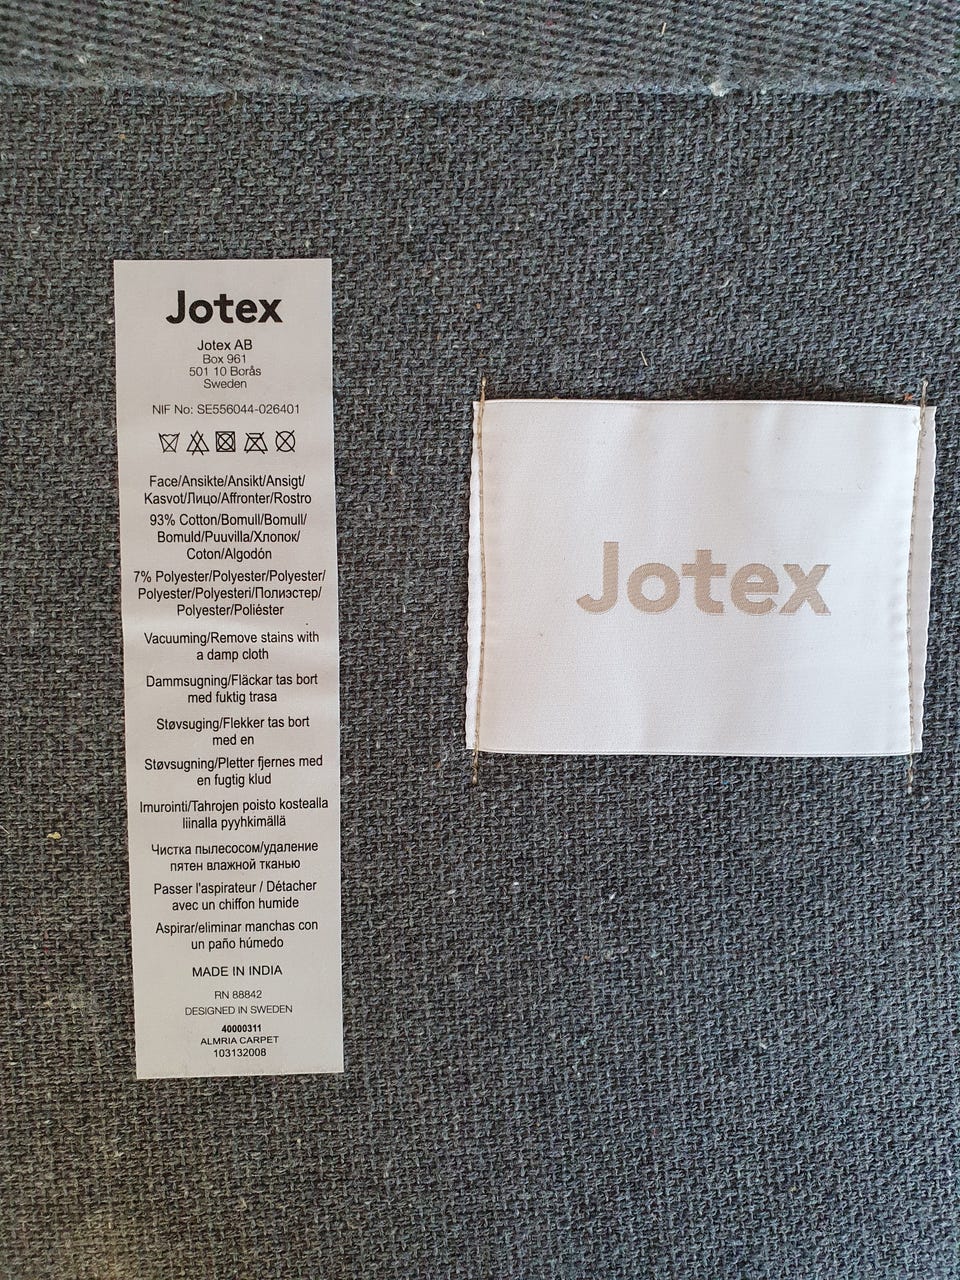 Jotex
Jotex AB
Box 961
501 10 Borås
Sweden
NIF No: SE556044-026401
Face/Ansikte/Ansikt/Ansigt/
Kasvot/Лицо/Affronter/Rostro
93% Cotton/Bomull/Bomull/
Bomuld/Puuvilla/Хлопок/
Coton/Algodón
7% Polyester/Polyester/Polyester/
Polyester/Polyesteri/Полиэстер/
Polyester/Poliéster
Vacuuming/Remove stains with
a damp cloth
Dammsugning/Fläckar tas bort
med fuktig trasa
Støvsuging/Flekker tas bort
med en
Støvsugning/Pletter fjernes med
en fugtig klud
Imurointi/Tahrojen poisto kostealla
liinalla pyyhkimällä
Чистка пылесосом/удаление
пятен влажной тканью
Passer l'aspirateur / Détacher
avec un chiffon humide
Aspirar/eliminar manchas con
un paño húmedo
MADE IN INDIA
RN 88842
DESIGNED IN SWEDEN
40000311
ALMRIA CARPET
103132008
Jotex